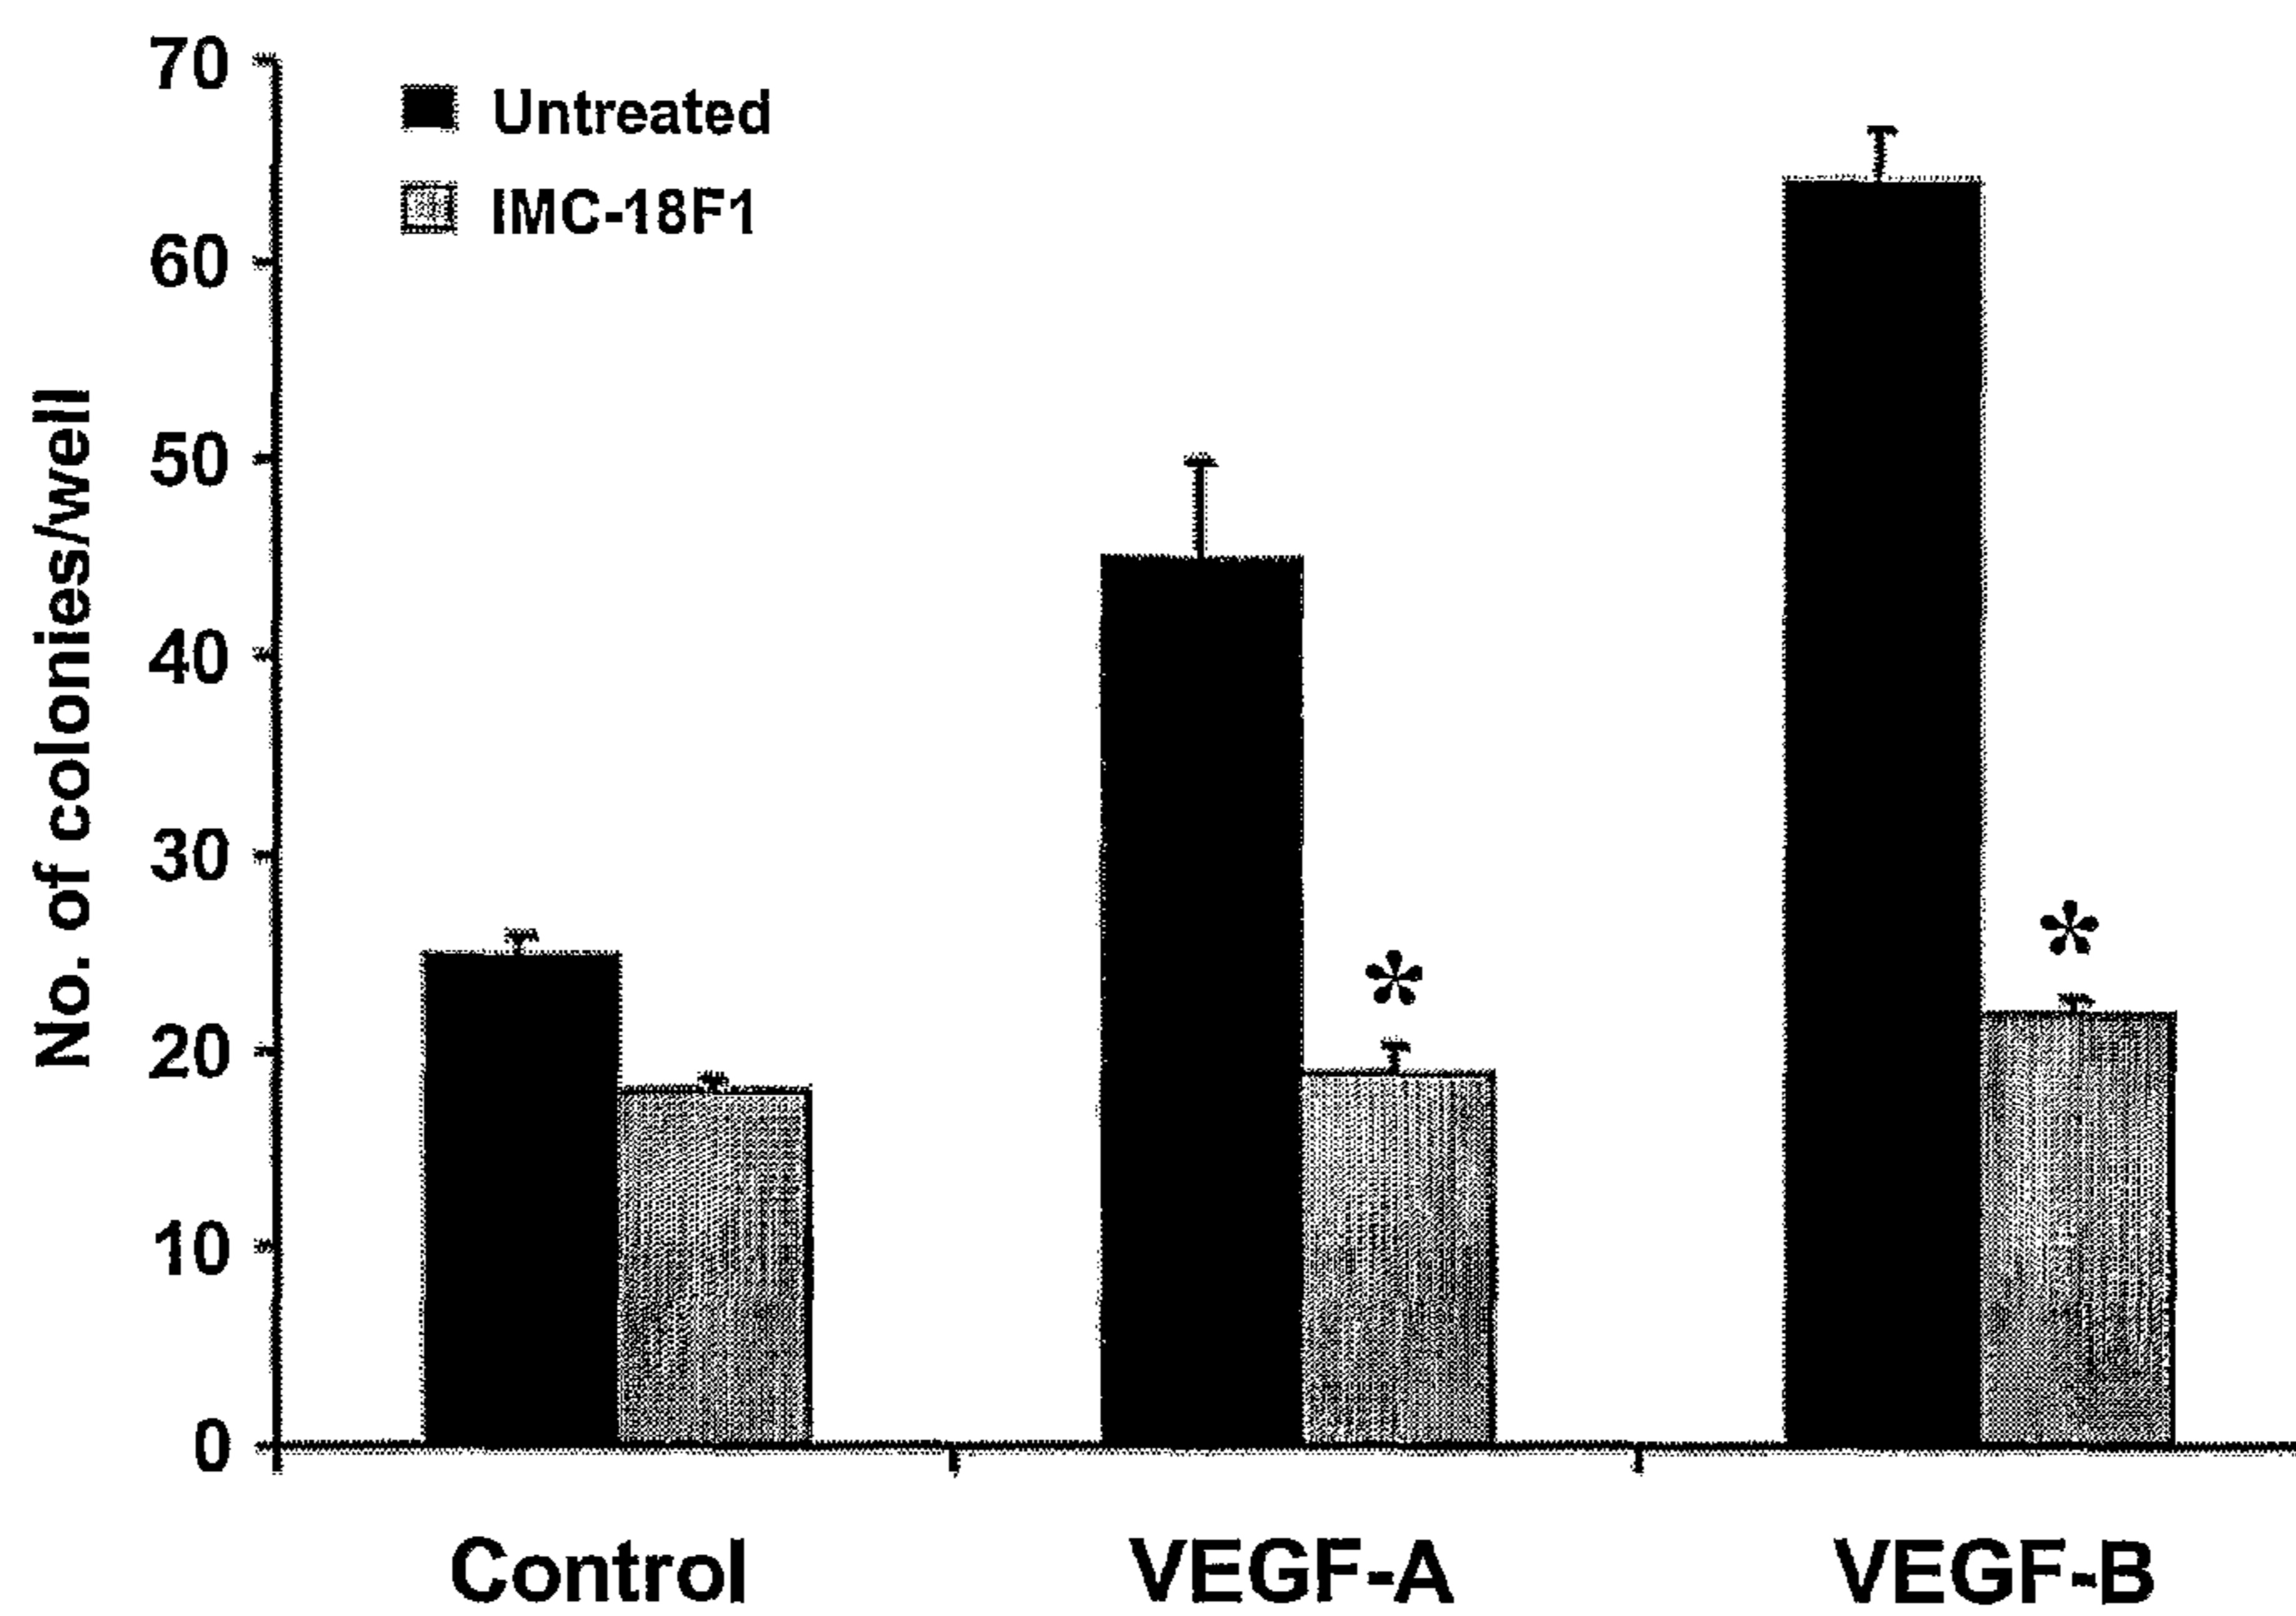 No. of colonies/well
70
60
50
40
30
20
10
0
Untreated
IMC-18F1
*
*
Control
VEGF-A
VEGF-B